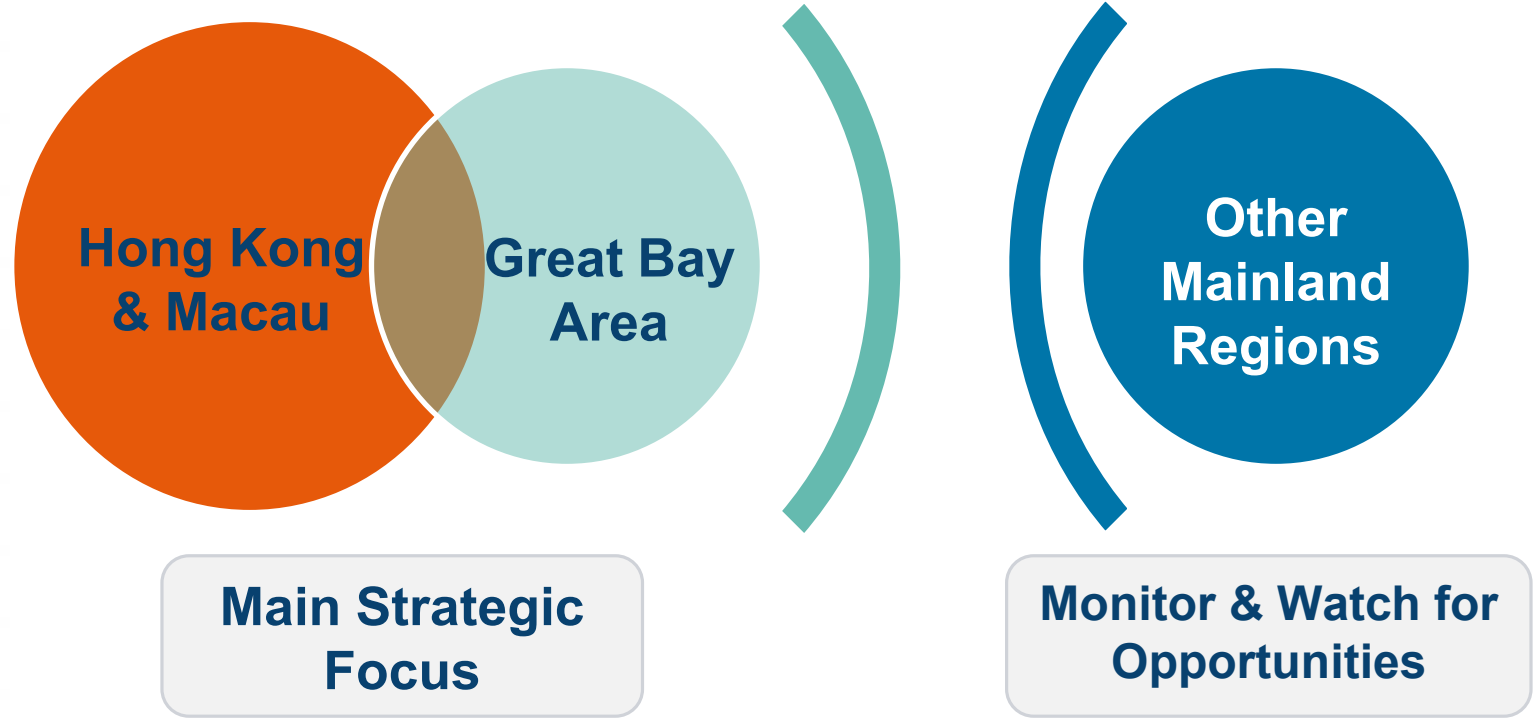 Hong Kong
& Macau
Great Bay
Area
Other
Mainland
Regions
Main Strategic
Focus
Monitor & Watch for
Opportunities